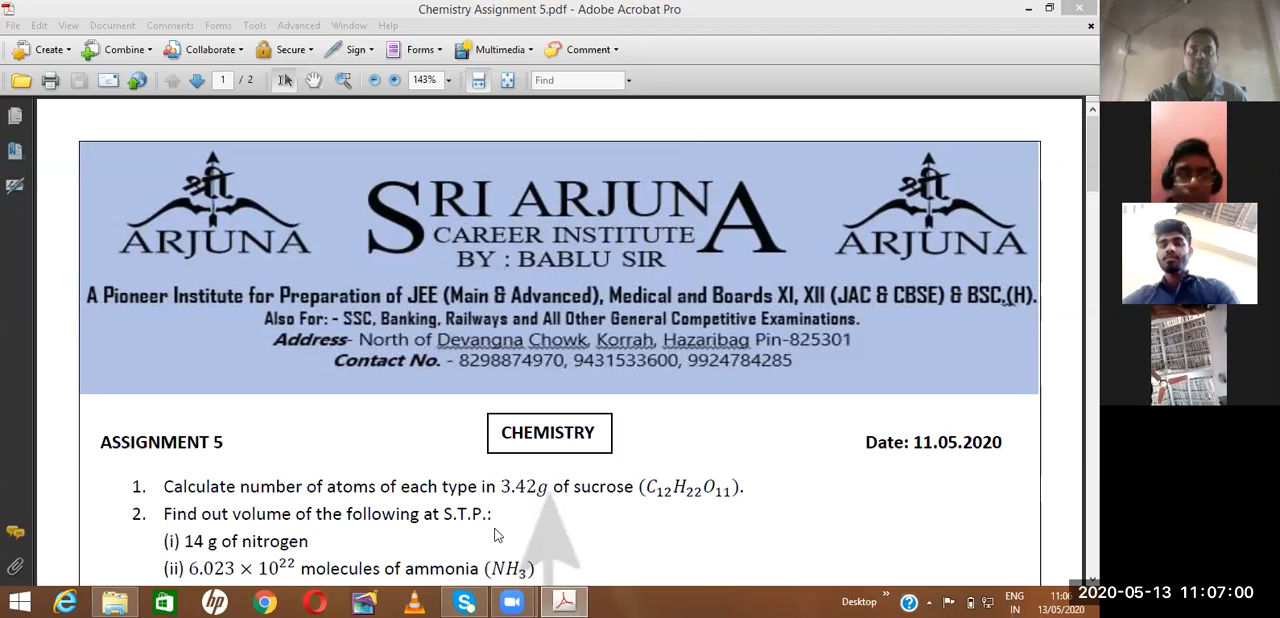 Chemistry Assignment 5.pdf - Adobe Acrobat Pro
File Edit View Document Comments Forms Tools Advanced Window Help
Create Combine Collaborate Secure Sign Forms Multimedia Comment
1 / 2 143% Find
श्री
ARJUNA
SRI ARJUNA
CAREER INSTITUTE
BY : BABLU SIR
श्री
ARJUNA
A Pioneer Institute for Preparation of JEE (Main & Advanced), Medical and Boards XI, XII (JAC & CBSE) & BSC,(H).
Also For: - SSC, Banking, Railways and All Other General Competitive Examinations.
Address- North of Devangna Chowk, Korrah, Hazaribag Pin-825301
Contact No. - 8298874970, 9431533600, 9924784285
CHEMISTRY
ASSIGNMENT 5 Date: 11.05.2020
1. Calculate number of atoms of each type in 3.42g of sucrose (C₁₂H₂₂O₁₁).
2. Find out volume of the following at S.T.P.:
(i) 14 g of nitrogen
(ii) 6.023 × 10²² molecules of ammonia (NH₃)
Desktop » ENG 11:06
IN 13/05/2020
2020-05-13 11:07:00